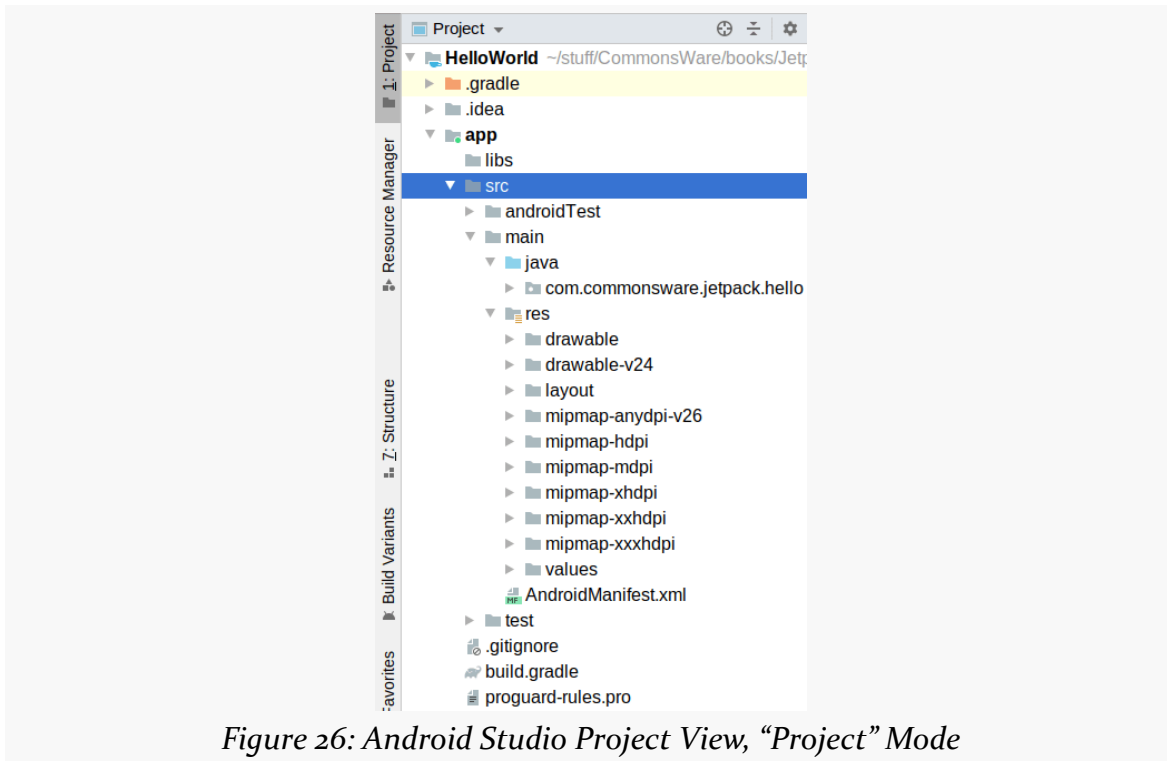 Project
HelloWorld ~/stuff/CommonsWare/books/Jetp
.gradle
.idea
app
libs
src
androidTest
main
java
com.commonsware.jetpack.hello
res
drawable
drawable-v24
layout
mipmap-anydpi-v26
mipmap-hdpi
mipmap-mdpi
mipmap-xhdpi
mipmap-xxhdpi
mipmap-xxxhdpi
values
MF AndroidManifest.xml
test
.gitignore
build.gradle
proguard-rules.pro
1: Project
Resource Manager
7: Structure
Build Variants
Favorites
Figure 26: Android Studio Project View, “Project” Mode